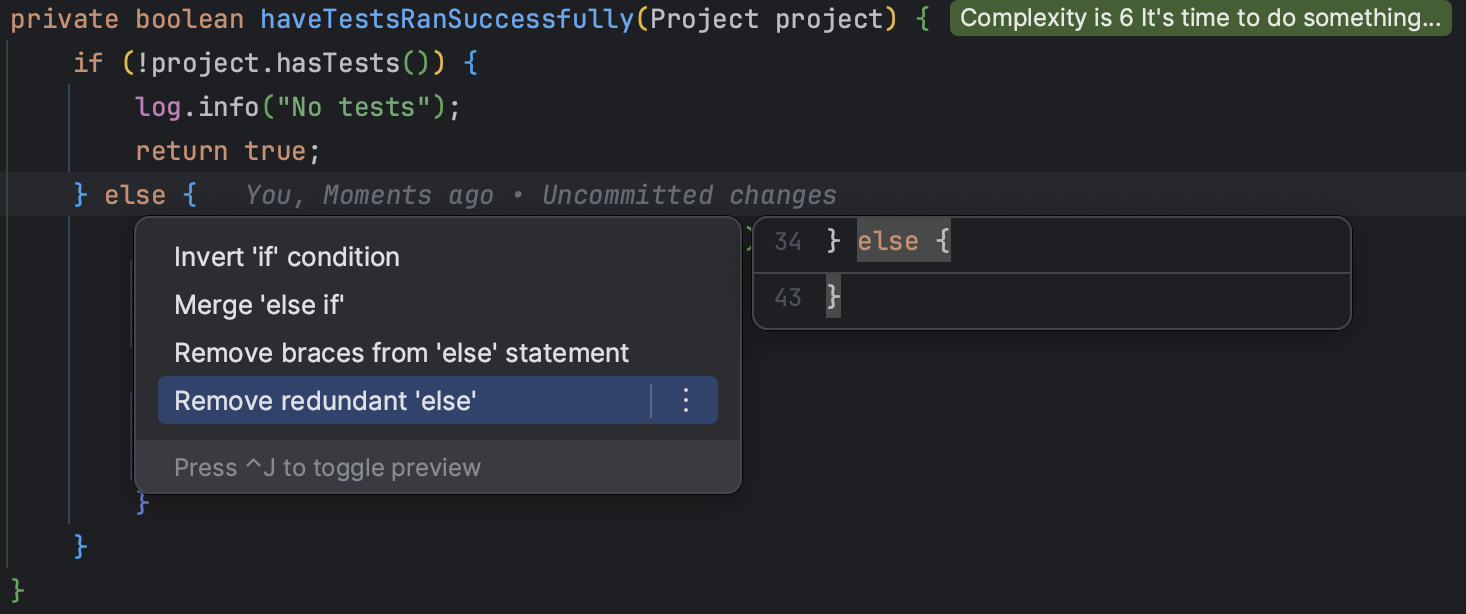 private boolean haveTestsRanSuccessfully(Project project) { Complexity is 6 It's time to do something...
if (!project.hasTests()) {
log.info("No tests");
return true;
} else { You, Moments ago • Uncommitted changes
)
34 } else {
43 }
Invert 'if' condition
Merge 'else if'
Remove braces from 'else' statement
Remove redundant 'else'
Press ^J to toggle preview
}
}
}